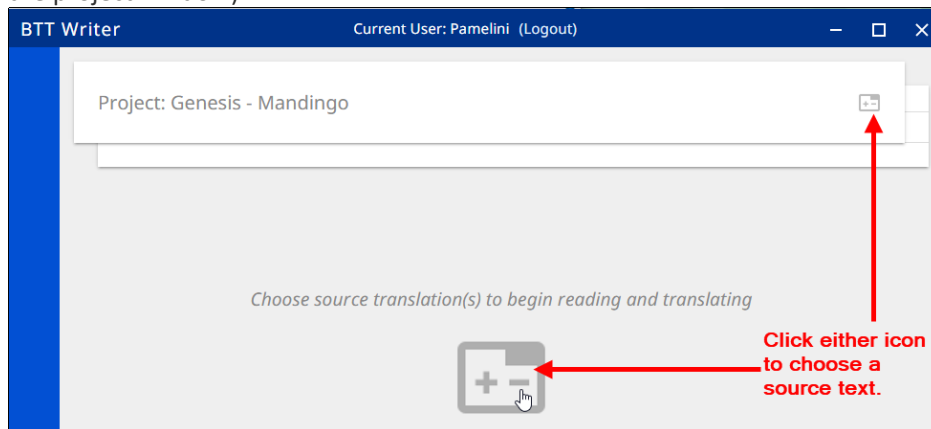 BTT Writer Current User: Pamelini (Logout)
Project: Genesis - Mandingo
Choose source translation(s) to begin reading and translating
Click either icon
to choose a
source text.